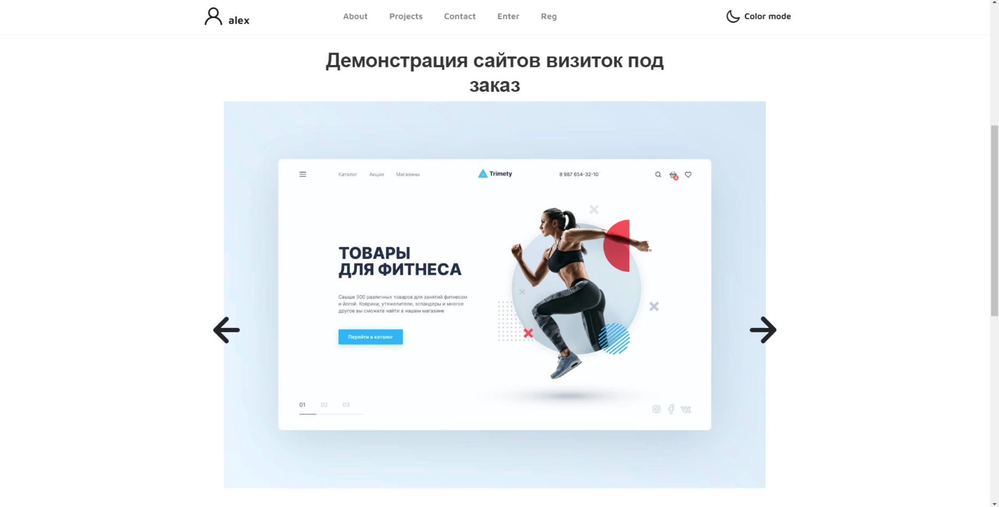 alex
About Projects Contact Enter Reg
Color mode
Демонстрация сайтов визиток под
заказ
Каталог Акции Магазины
Trimety
8 987 654-32-10
4
ТОВАРЫ
ДЛЯ ФИТНЕСА
Свыше 500 различных товаров для занятий фитнесом
и йогой. Коврики, утяжелители, эспандеры и многое
другое вы сможете найти в нашем магазине
Перейти в каталог
01 02 03